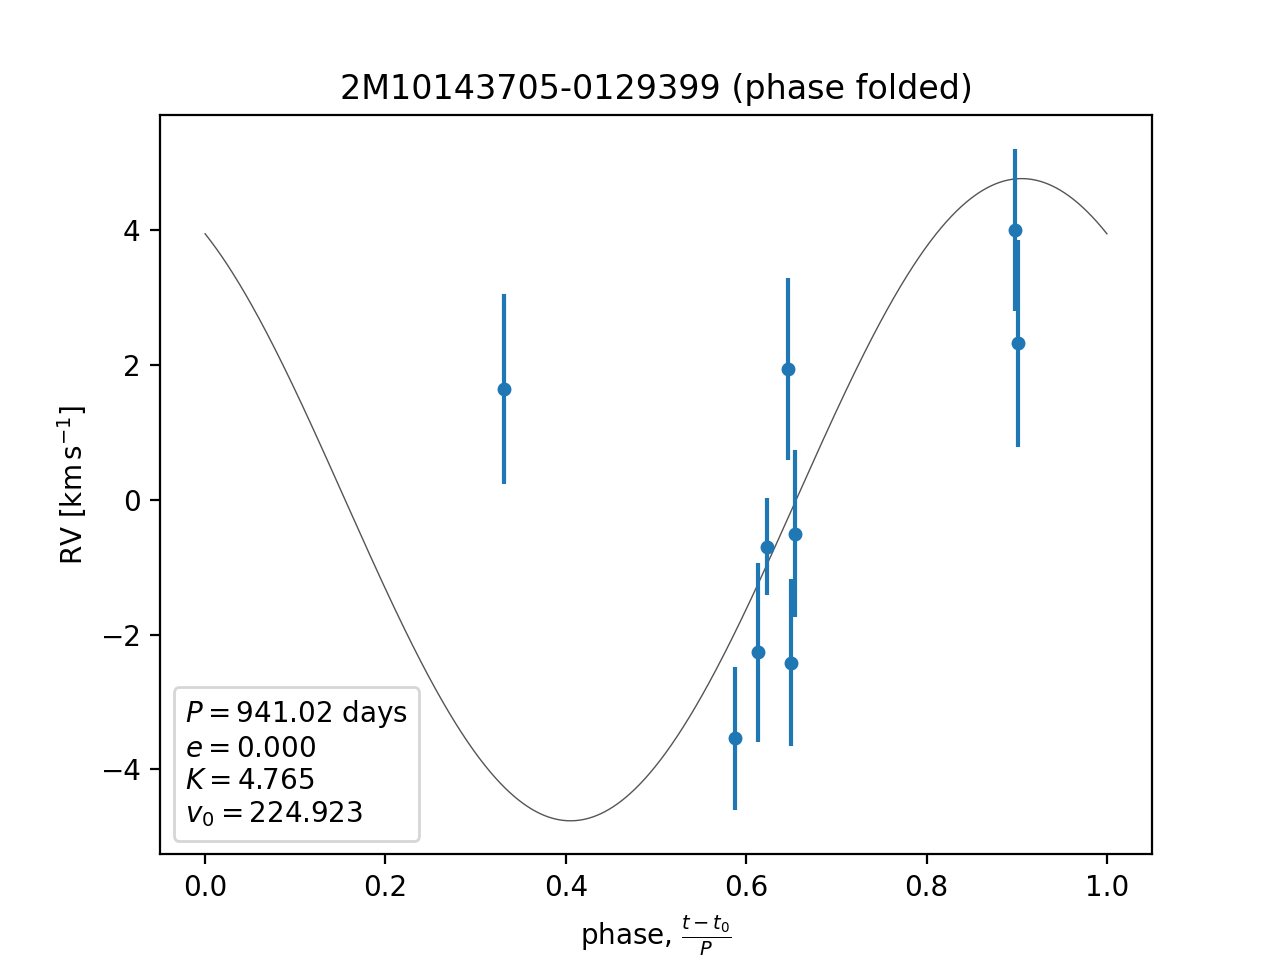 2M10143705-0129399 (phase folded)
RV [km s⁻¹]
4
2
0
−2
−4
P = 941.02 days
e = 0.000
K = 4.765
v₀ = 224.923
0.0 0.2 0.4 0.6 0.8 1.0
phase, (t − t₀)/P